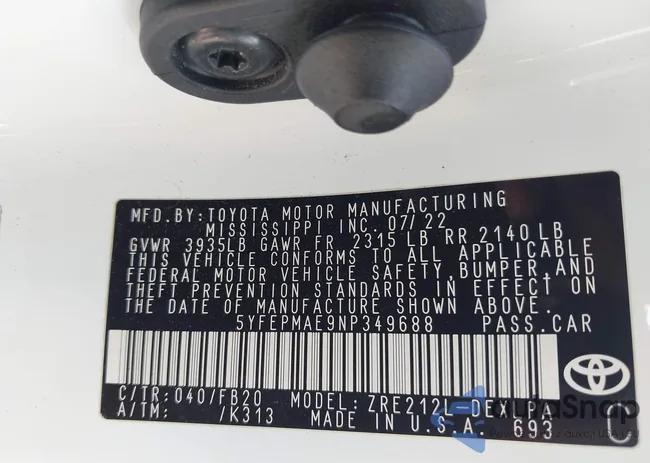 MFD.BY:TOYOTA MOTOR MANUFACTURING
MISSISSIPPI INC. 07/22
GVWR 3935LB GAWR FR 2315 LB RR 2140 LB
THIS VEHICLE CONFORMS TO ALL APPLICABLE
FEDERAL MOTOR VEHICLE SAFETY,BUMPER,AND
THEFT PREVENTION STANDARDS IN EFFECT ON
THE DATE OF MANUFACTURE SHOWN ABOVE.
5YFEPMAE9NP349688 PASS.CAR
C/TR: 040/FB20 MODEL: ZRE212L
A/TM: /K313 MADE IN U.S.A. 693
autoSnap